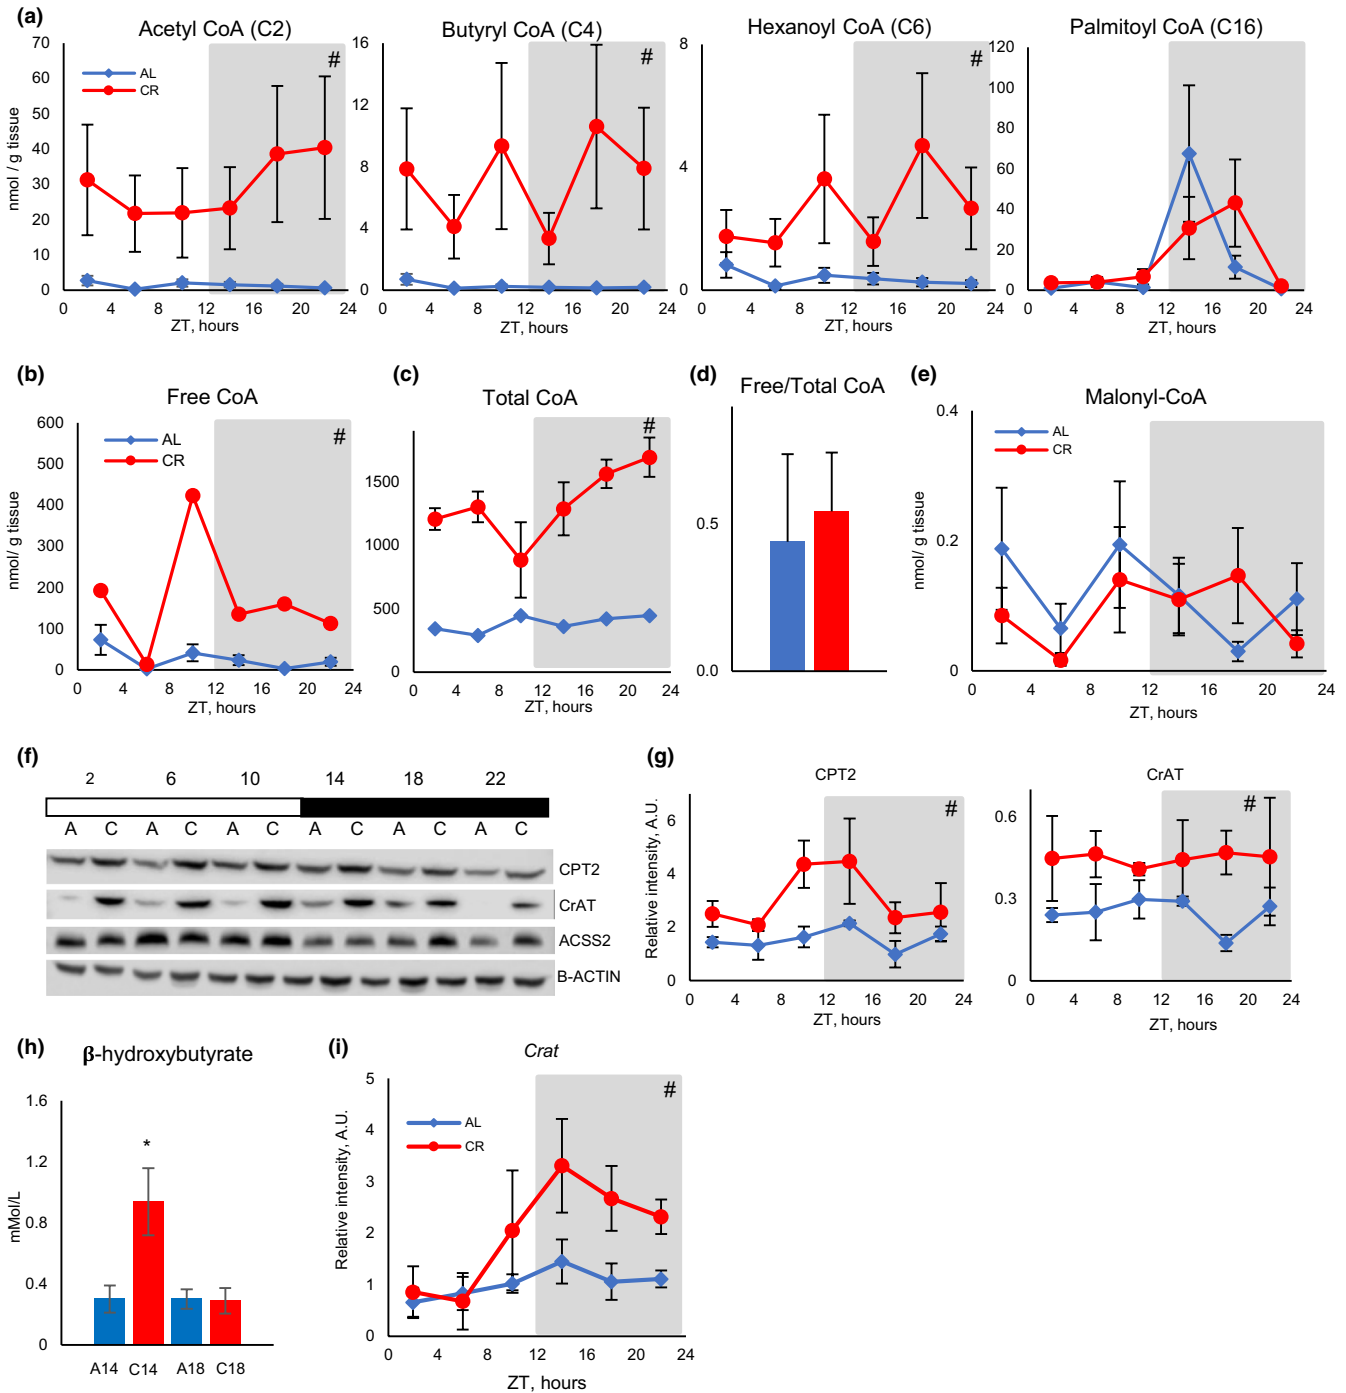 (a)
Acetyl CoA (C2)
Butyryl CoA (C4)
Hexanoyl CoA (C6)
Palmitoyl CoA (C16)
nmol / g tissue
70
60
50
40
30
20
10
0
AL
CR
#
0 4 8 12 16 20 24
ZT, hours
16
12
8
4
0
#
0 4 8 12 16 20 24
ZT, hours
8
4
0
#
0 4 8 12 16 20 24
ZT, hours
120
100
80
60
40
20
0
0 4 8 12 16 20 24
ZT, hours
(b)
Free CoA
nmol/ g tissue
600
500
400
300
200
100
0
AL
CR
#
0 4 8 12 16 20 24
ZT, hours
(c)
Total CoA
1500
1000
500
0
#
0 4 8 12 16 20 24
ZT, hours
(d)
Free/Total CoA
0.5
0.0
(e)
Malonyl-CoA
nmol/ g tissue
0.4
0.2
0
AL
CR
0 4 8 12 16 20 24
ZT, hours
(f)
2 6 10 14 18 22
A C A C A C A C A C A C
CPT2
CrAT
ACSS2
B-ACTIN
(g)
CPT2
Relative intensity, A.U.
6
4
2
0
#
0 4 8 12 16 20 24
ZT, hours
CrAT
0.6
0.3
0
#
0 4 8 12 16 20 24
ZT, hours
(h)
β-hydroxybutyrate
mMol/L
1.6
1.2
0.8
0.4
0
*
A14 C14 A18 C18
(i)
Crat
Relative intensity, A.U.
5
4
3
2
1
0
AL
CR
#
0 4 8 12 16 20 24
ZT, hours